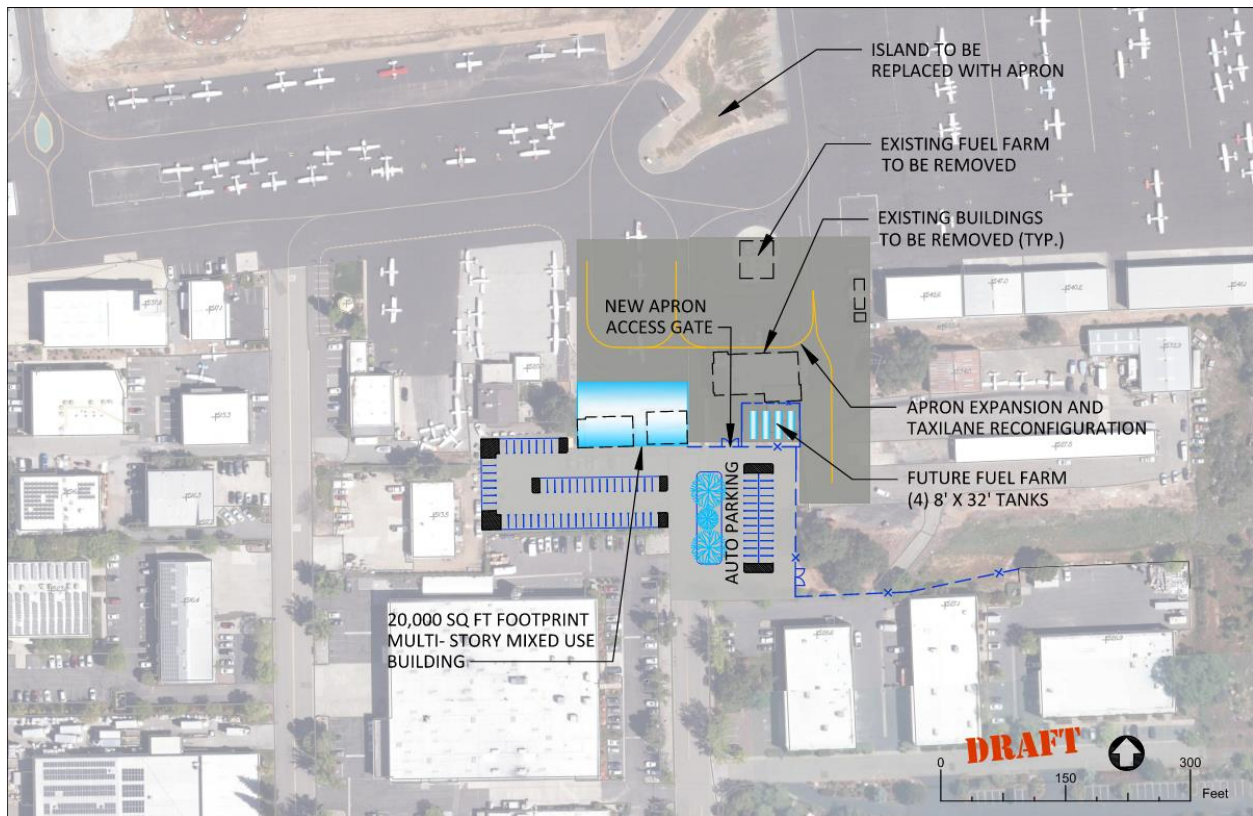 ISLAND TO BE
REPLACED WITH APRON
EXISTING FUEL FARM
TO BE REMOVED
EXISTING BUILDINGS
TO BE REMOVED (TYP.)
NEW APRON
ACCESS GATE
APRON EXPANSION AND
TAXILANE RECONFIGURATION
FUTURE FUEL FARM
(4) 8' X 32' TANKS
AUTO PARKING
20,000 SQ FT FOOTPRINT
MULTI- STORY MIXED USE
BUILDING
DRAFT
0
150
300
Feet